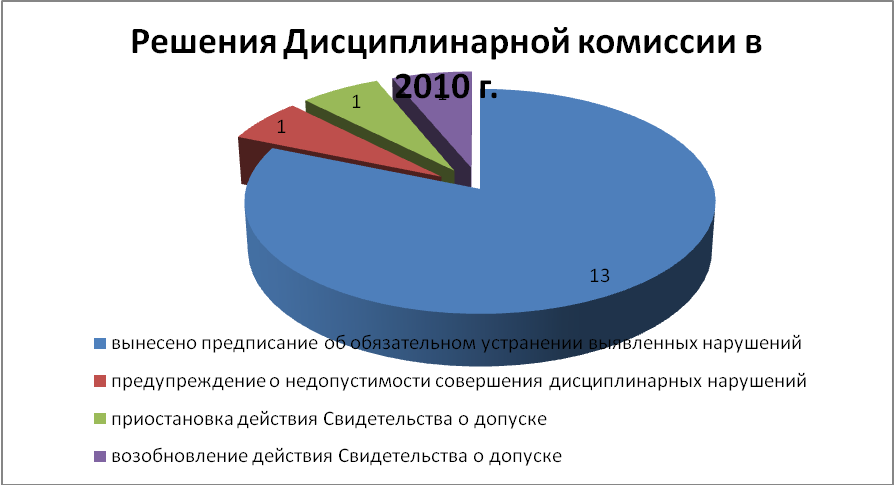 Решения Дисциплинарной комиссии в
2010 г.
1
1
1
13
вынесено предписание об обязательном устранении выявленных нарушений
предупреждение о недопустимости совершения дисциплинарных нарушений
приостановка действия Свидетельства о допуске
возобновление действия Свидетельства о допуске